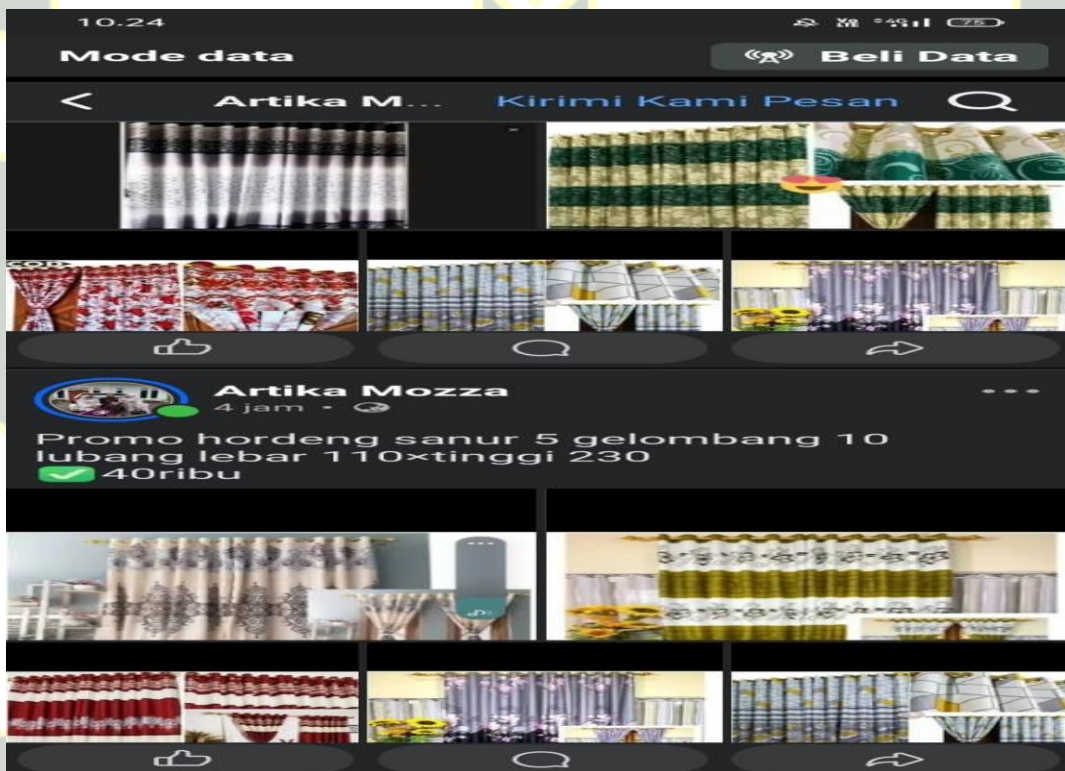 10.24
75
Mode data
Beli Data
Artika M...
Kirimi Kami Pesan
Artika Mozza
4 jam
Promo hordeng sanur 5 gelombang 10
lubang lebar 110×tinggi 230
✅40ribu